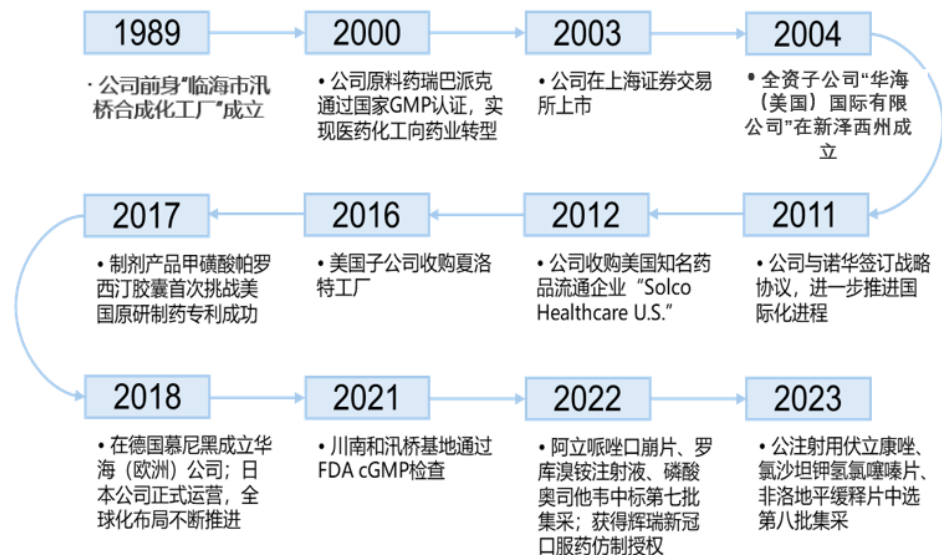 1989
· 公司前身"临海市汛
桥合成化工厂"成立
2000
• 公司原料药瑞巴派克
通过国家GMP认证，实
现医药化工向药业转型
2003
• 公司在上海证券交易
所上市
2004
• 全资子公司“华海
（美国）国际有限
公司”在新泽西州成
立
2011
• 公司与诺华签订战略
协议，进一步推进国
际化进程
2012
• 公司收购美国知名药
品流通企业“Solco
Healthcare U.S.”
2016
• 美国子公司收购夏洛
特工厂
2017
• 制剂产品甲磺酸帕罗
西汀胶囊首次挑战美
国原研制药专利成功
2018
• 在德国慕尼黑成立华
海（欧洲）公司；日
本公司正式运营，全
球化布局不断推进
2021
• 川南和汛桥基地通过
FDA cGMP检查
2022
• 阿立哌唑口崩片、罗
库溴铵注射液、磷酸
奥司他韦中标第七批
集采；获得辉瑞新冠
口服药仿制授权
2023
• 公注射用伏立康唑、
氯沙坦钾氢氯噻嗪片、
非洛地平缓释片中选
第八批集采